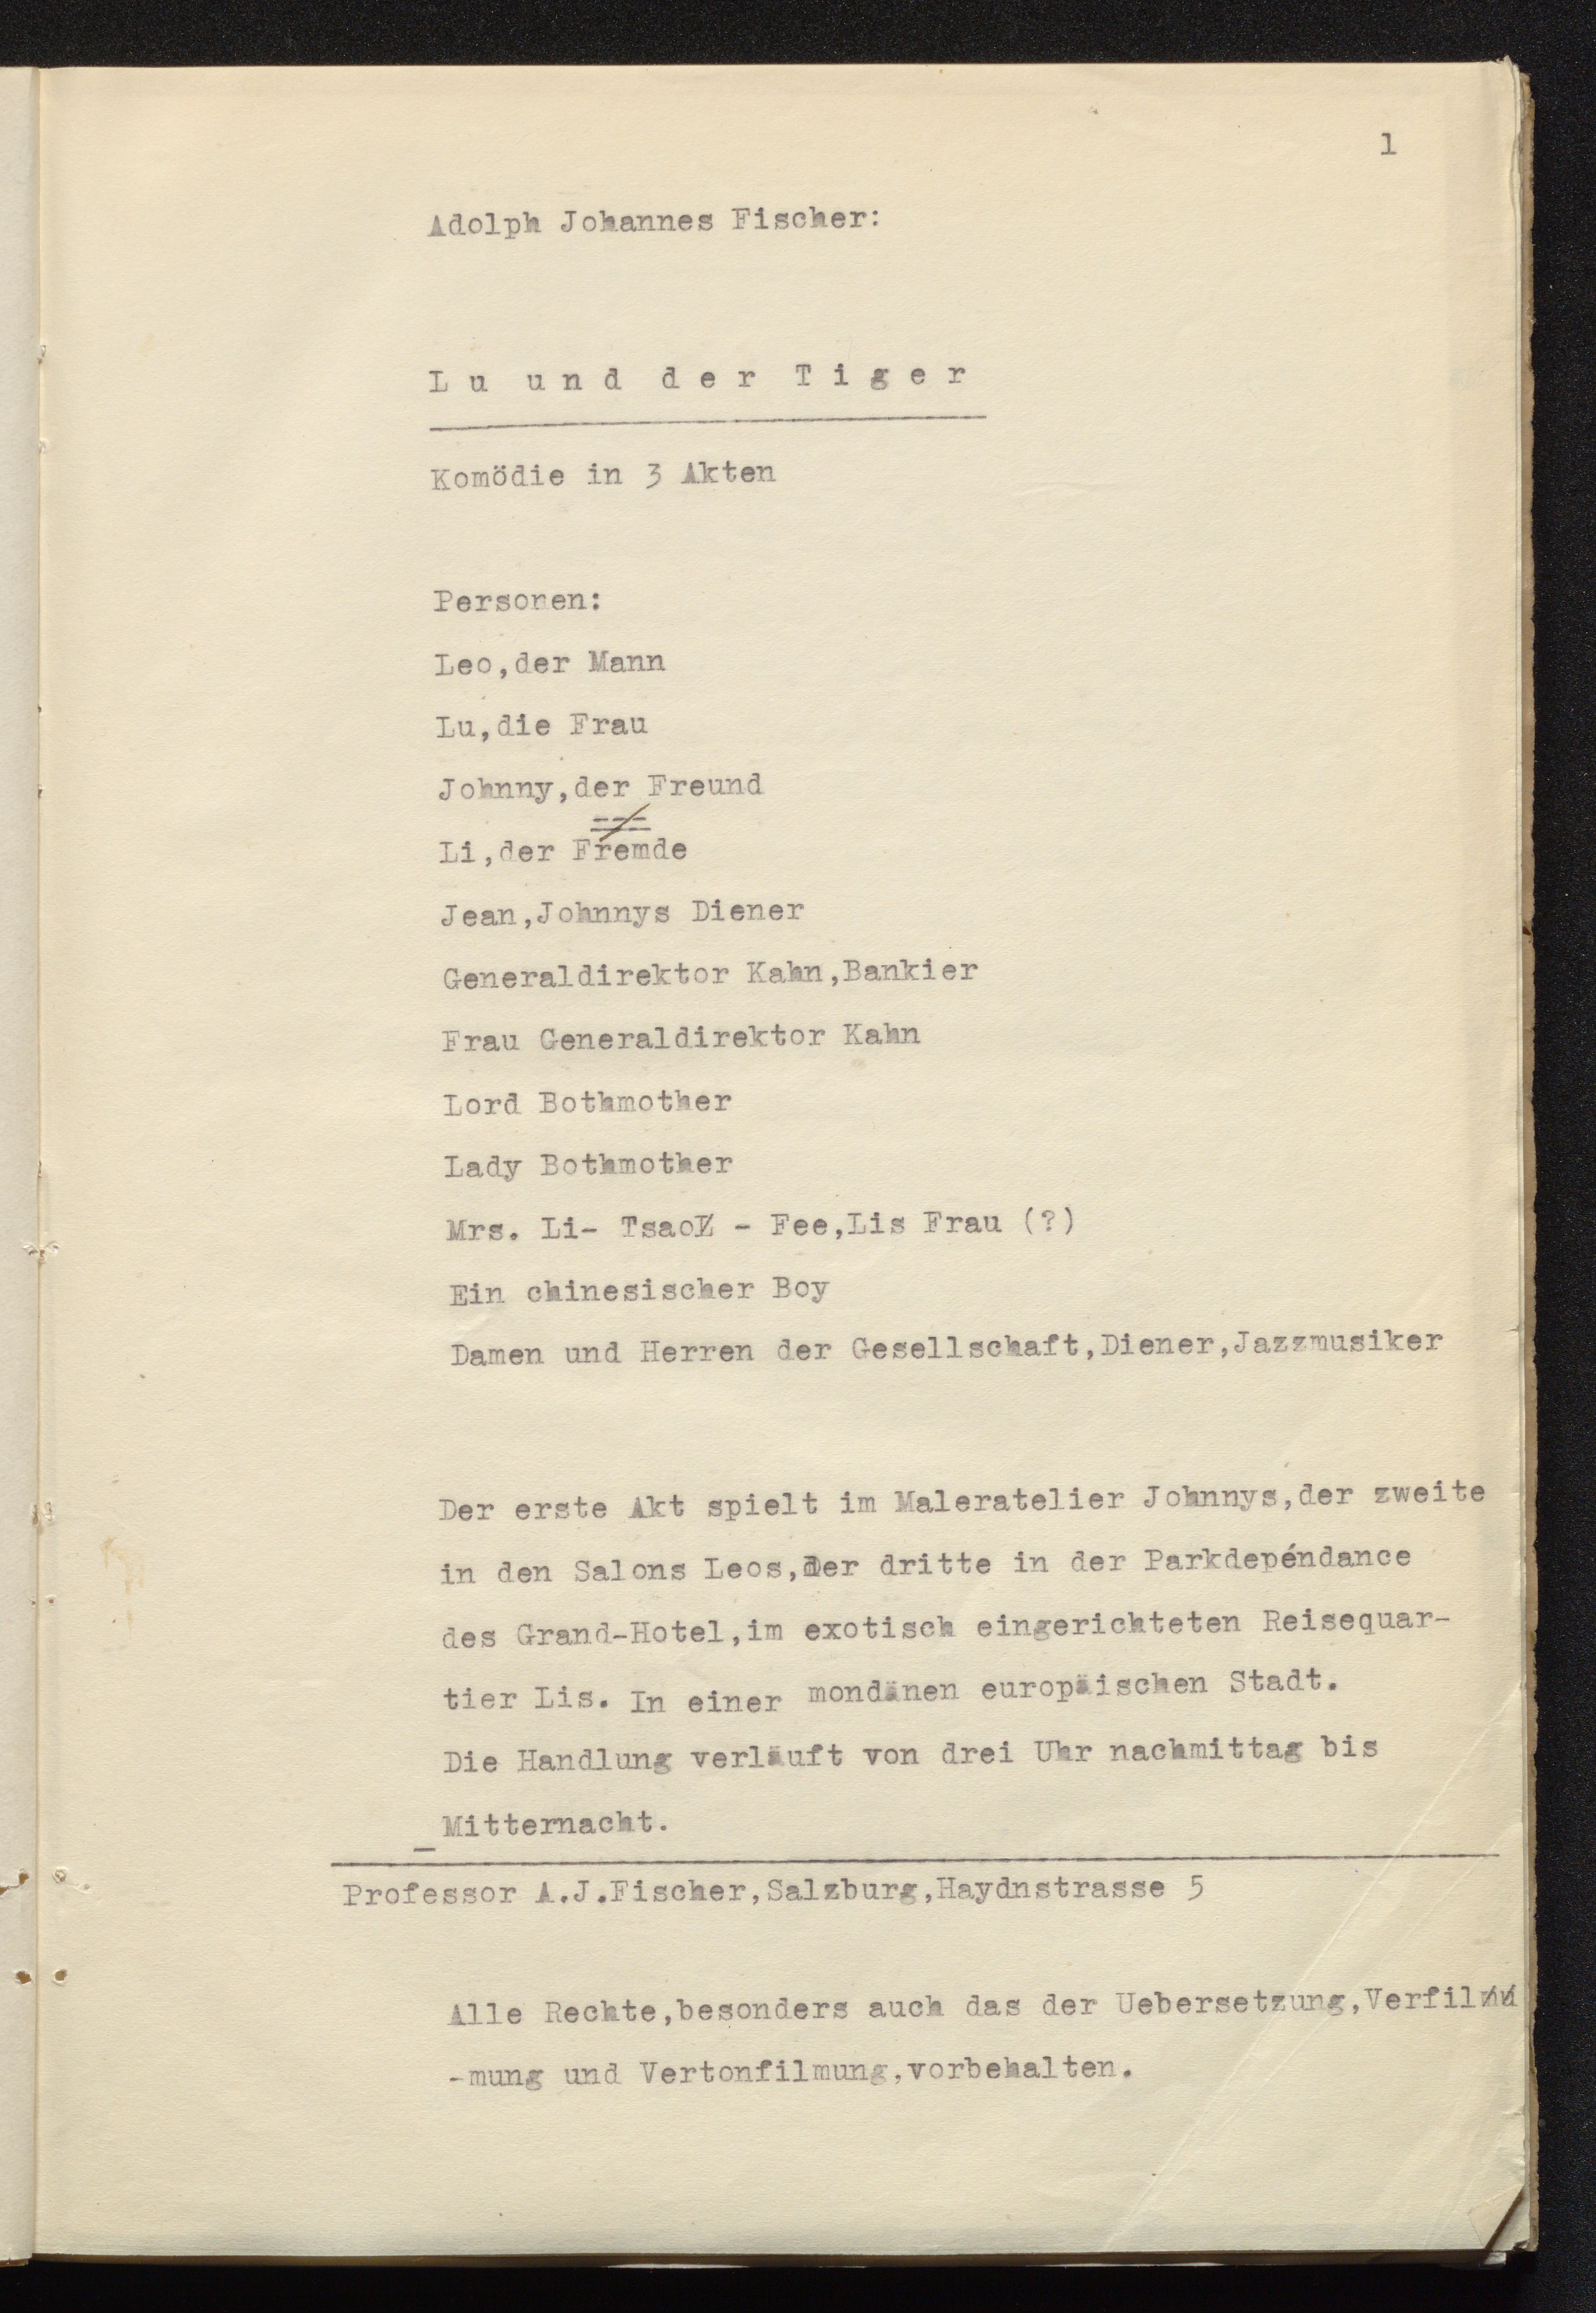 1
Adolph Johannes Fischer:
Lu und der Tiger
Komödie in 3 Akten
Personen:
Leo,der Mann
Lu,die Frau
Johnny,der Freund
Li,der Fremde
Jean,Johnnys Diener
Generaldirektor Kahn,Bankier
Frau Generaldirektor Kahn
Lord Bothmother
Lady Bothmother
Mrs. Li- Tsao - Fee,Lis Frau (?)
Ein chinesischer Boy
Damen und Herren der Gesellschaft,Diener,Jazzmusiker
Der erste Akt spielt im Maleratelier Johnnys,der zweite
in den Salons Leos,der dritte in der Parkdepéndance
des Grand-Hotel,im exotisch eingerichteten Reisequar-
tier Lis. In einer mondänen europäischen Stadt.
Die Handlung verläuft von drei Uhr nachmittag bis
Mitternacht.
Professor A.J.Fischer,Salzburg,Haydnstrasse 5
Alle Rechte,besonders auch das der Uebersetzung,Verfil
-mung und Vertonfilmung,vorbehalten.